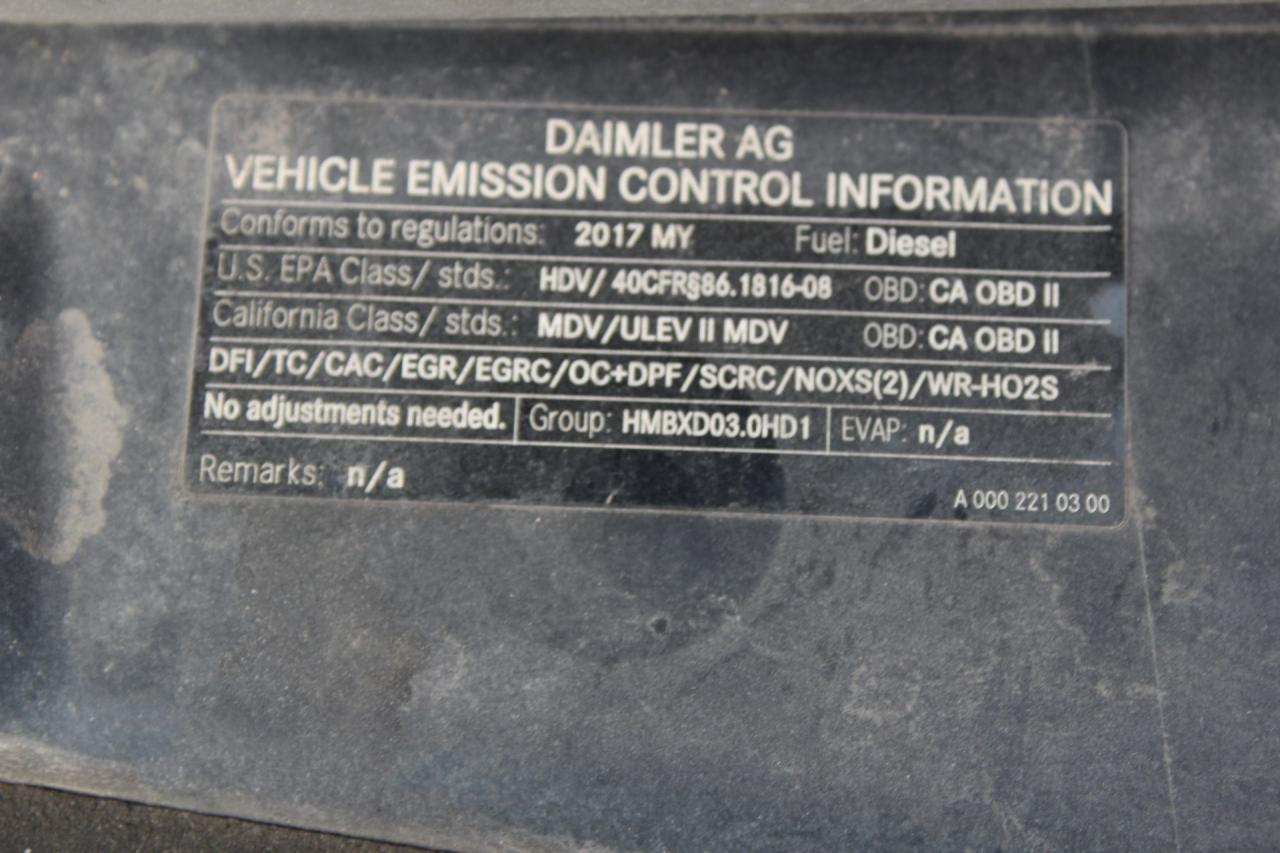 DAIMLER AG
VEHICLE EMISSION CONTROL INFORMATION
Conforms to regulations: 2017 MY Fuel: Diesel
U.S. EPA Class/ stds.: HDV/ 40CFR§86.1816-08 OBD: CA OBD II
California Class/ stds.: MDV/ULEV II MDV OBD: CA OBD II
DFI/TC/CAC/EGR/EGRC/OC+DPF/SCRC/NOXS(2)/WR-HO2S
No adjustments needed. Group: HMBXD03.0HD1 EVAP: n/a
Remarks: n/a
A 000 221 03 00